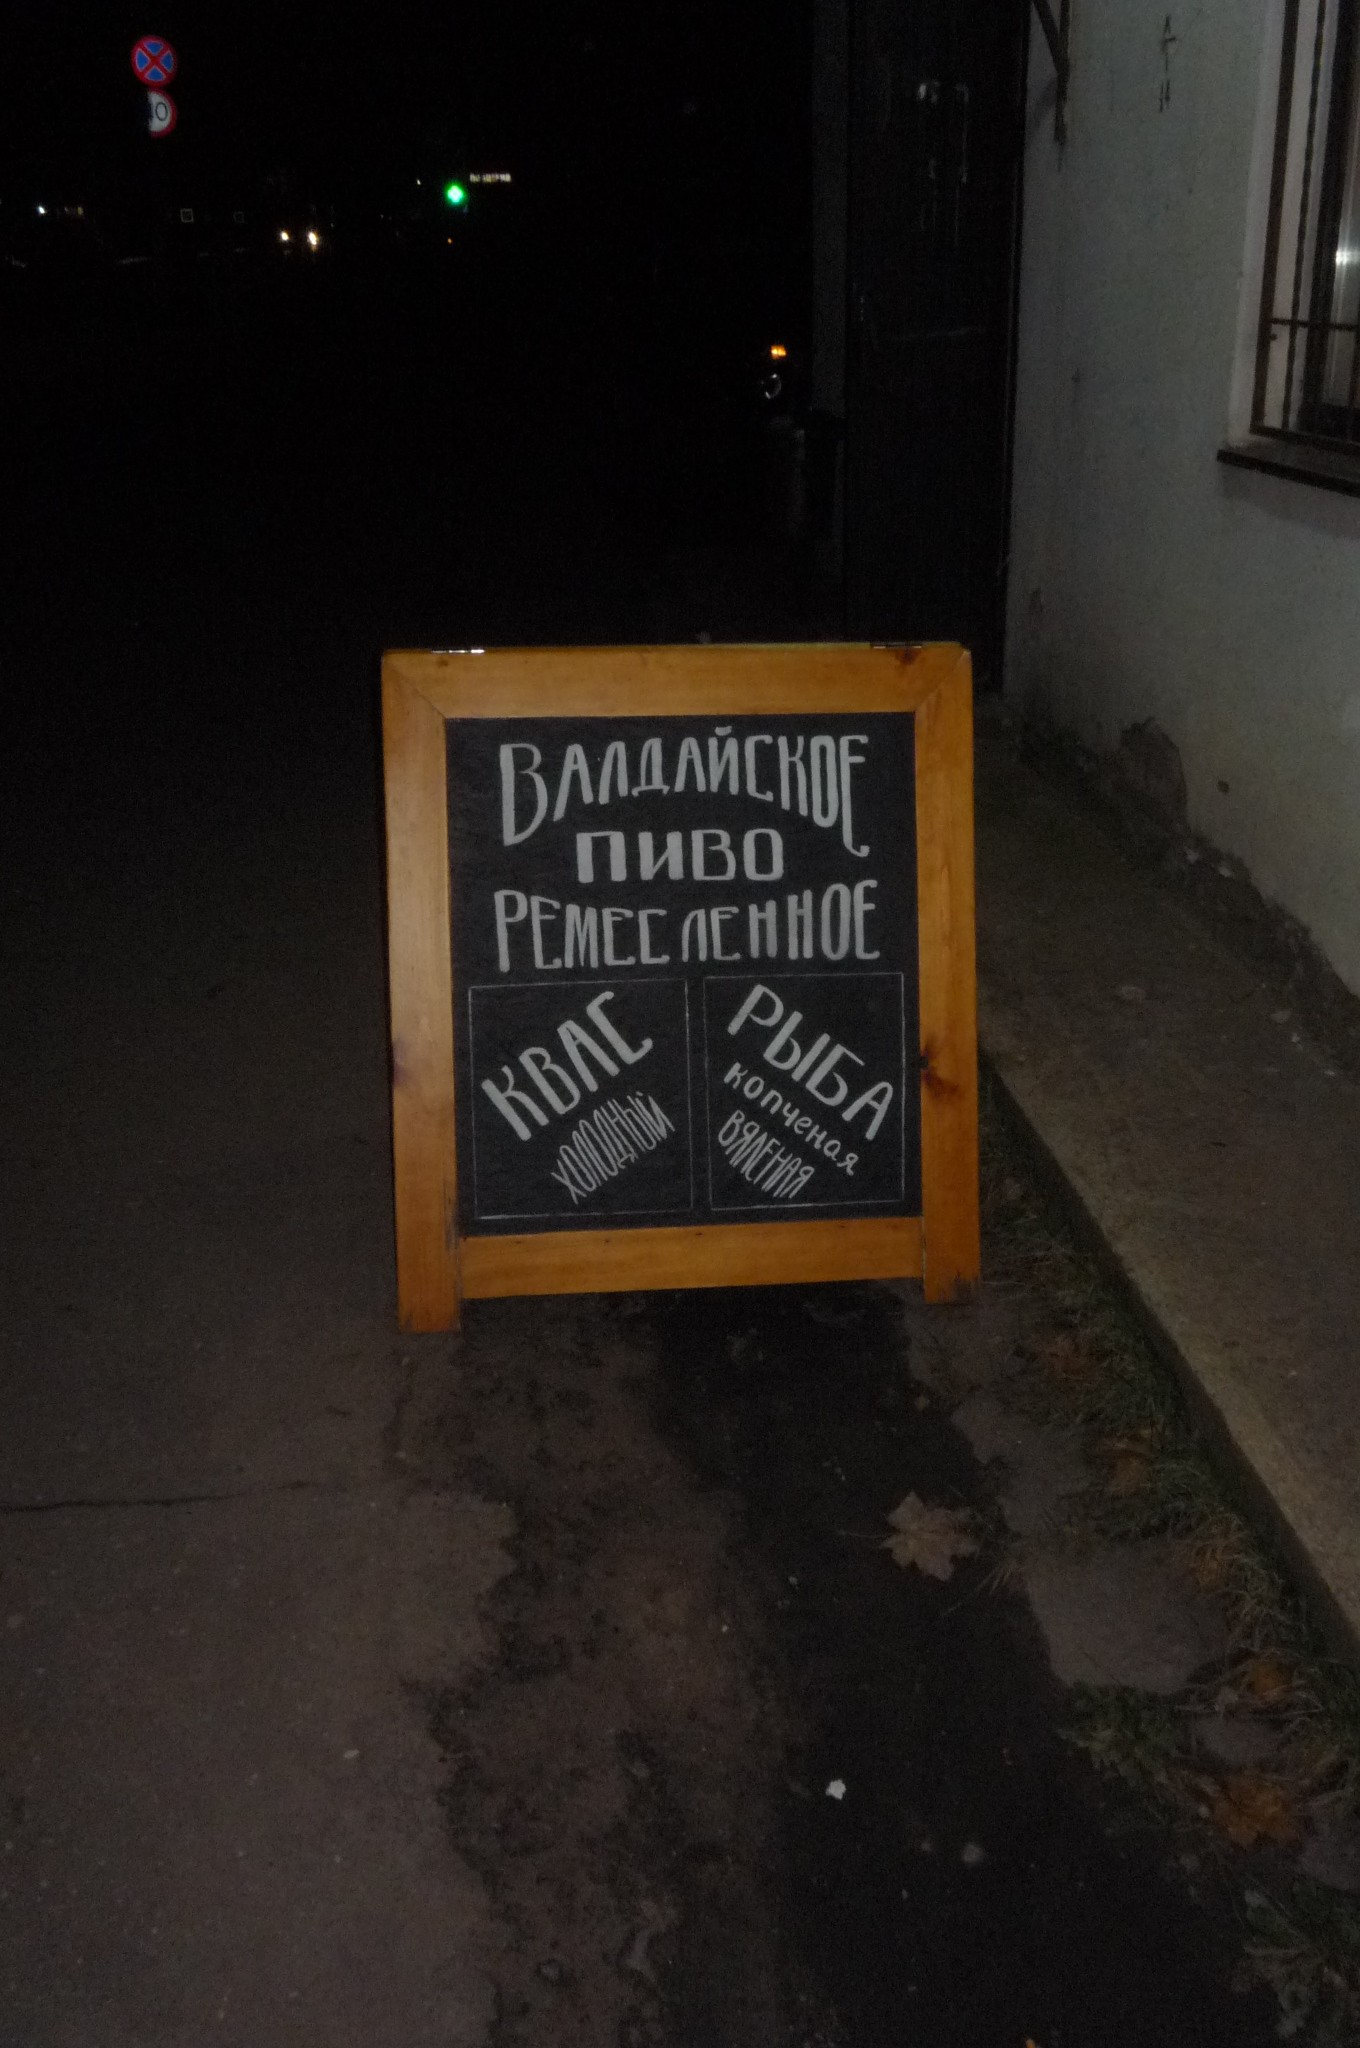 ВАЛДАЙСКОЕ
ПИВО
РЕМЕСЛЕННОЕ
КВАС
ХОЛОДНЫЙ
РЫБА
копченая
ВЯЛЕНАЯ